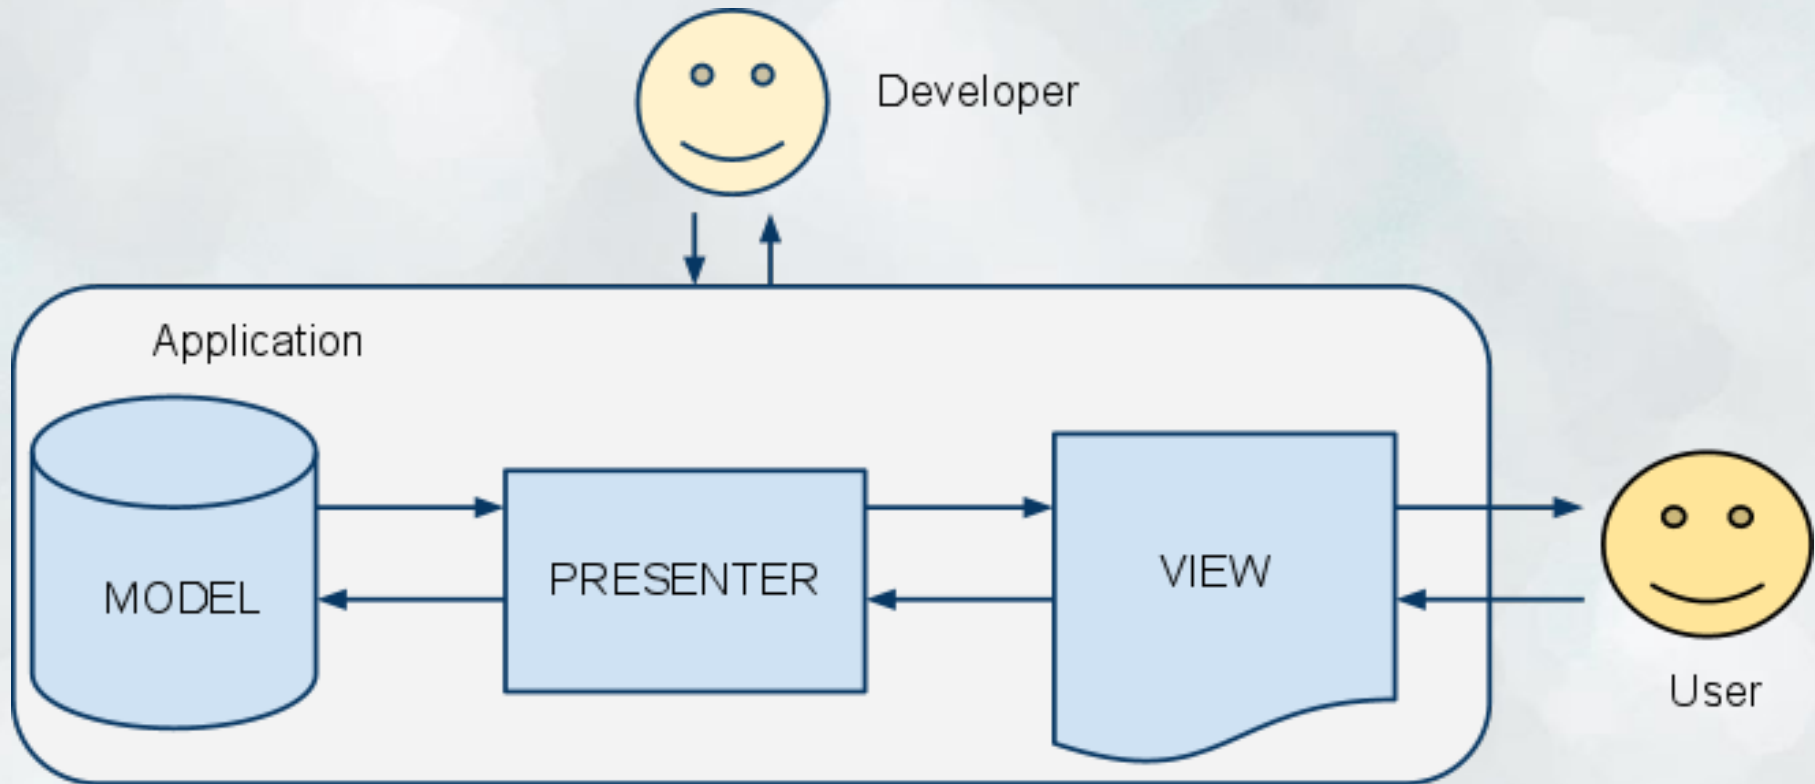 Developer
Application
MODEL
PRESENTER
VIEW
User